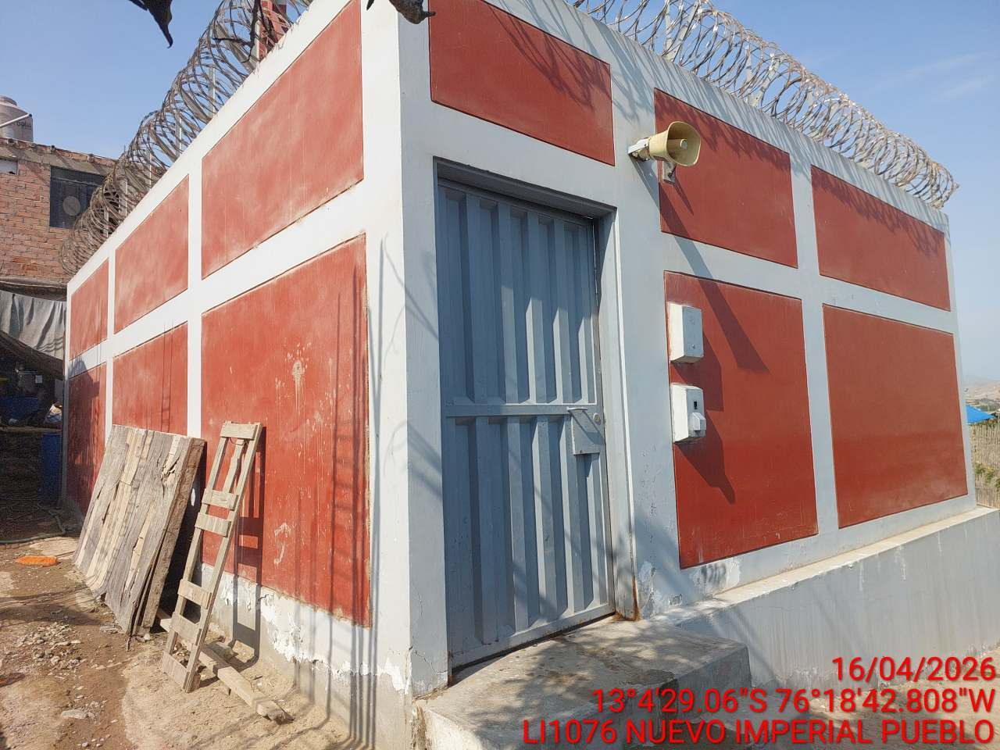 16/04/2026
13°4'29.06"S 76°18'42.808"W
LI1076 NUEVO IMPERIAL PUEBLO